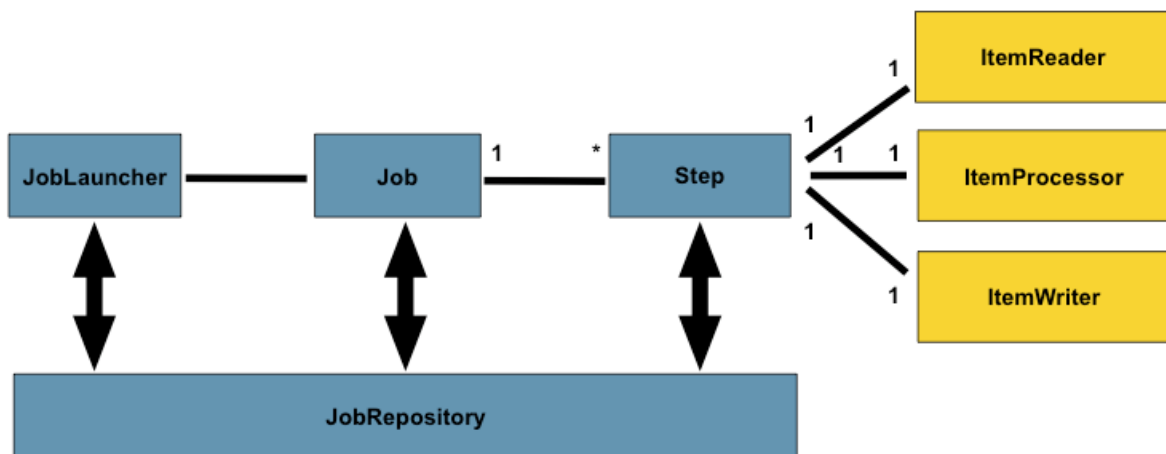 ItemReader
1
1
JobLauncher
Job
1
*
Step
1
1
ItemProcessor
1
1
ItemWriter
JobRepository